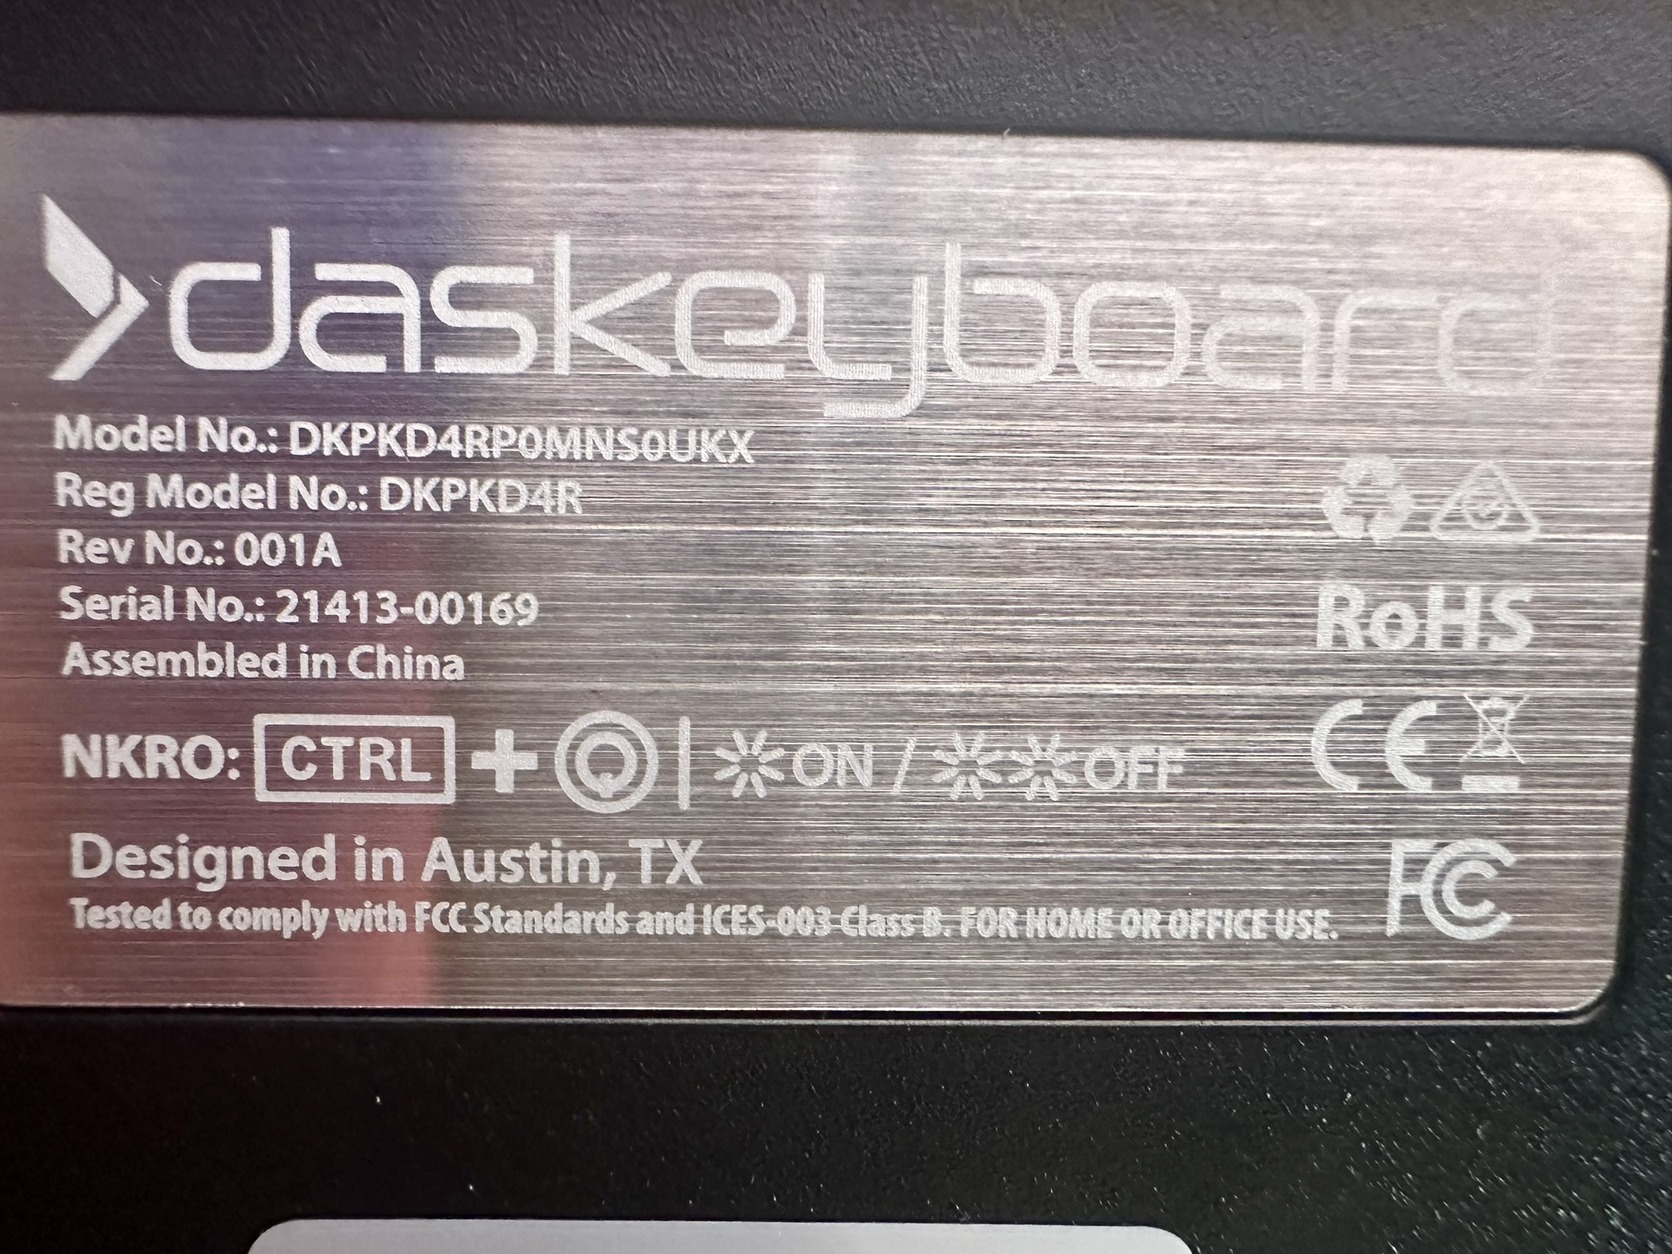 daskeyboard
Model No.: DKPKD4RP0MNS0UKX
Reg Model No.: DKPKD4R
Rev No.: 001A
Serial No.: 21413-00169
Assembled in China
RoHS
NKRO: CTRL + Q | ON / OFF
CE
Designed in Austin, TX
FCC
Tested to comply with FCC Standards and ICES-003 Class B. FOR HOME OR OFFICE USE.